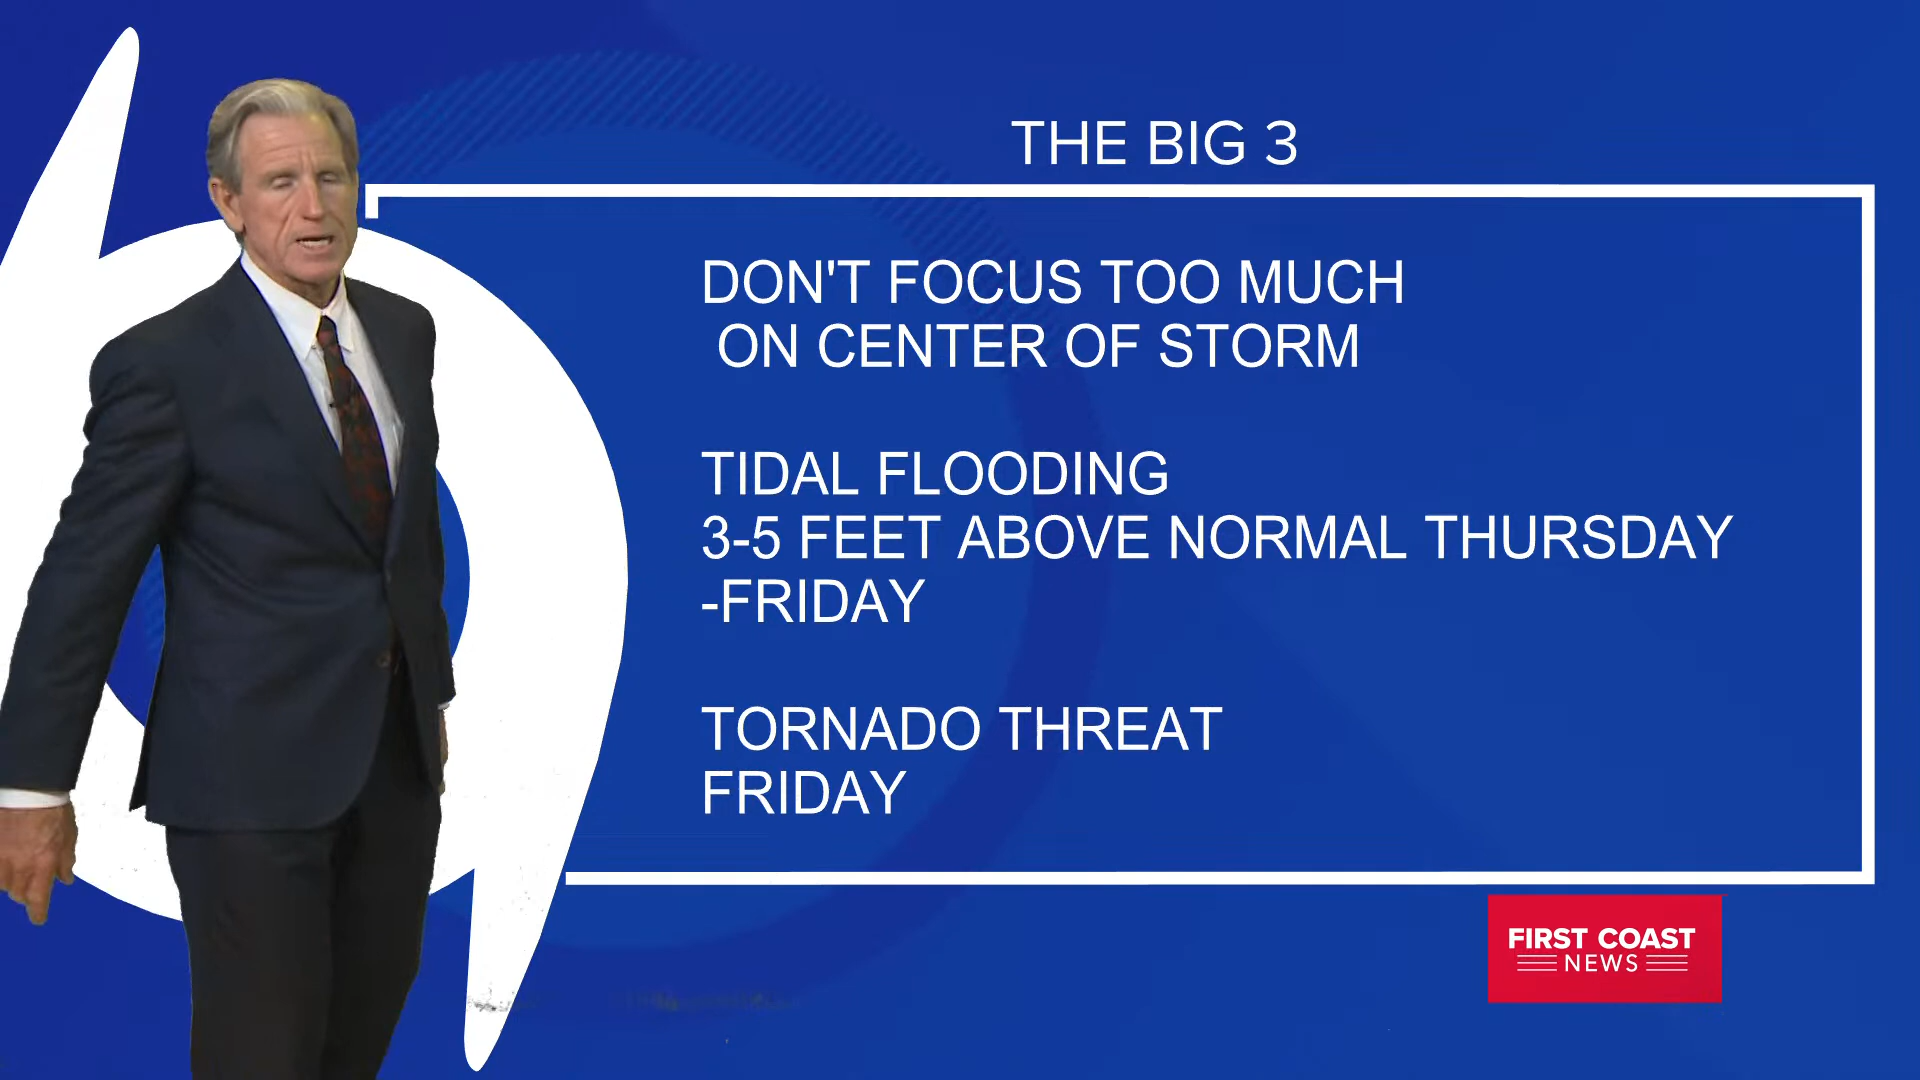 THE BIG 3
DON'T FOCUS TOO MUCH
ON CENTER OF STORM
TIDAL FLOODING
3-5 FEET ABOVE NORMAL THURSDAY
-FRIDAY
TORNADO THREAT
FRIDAY
FIRST COAST
NEWS